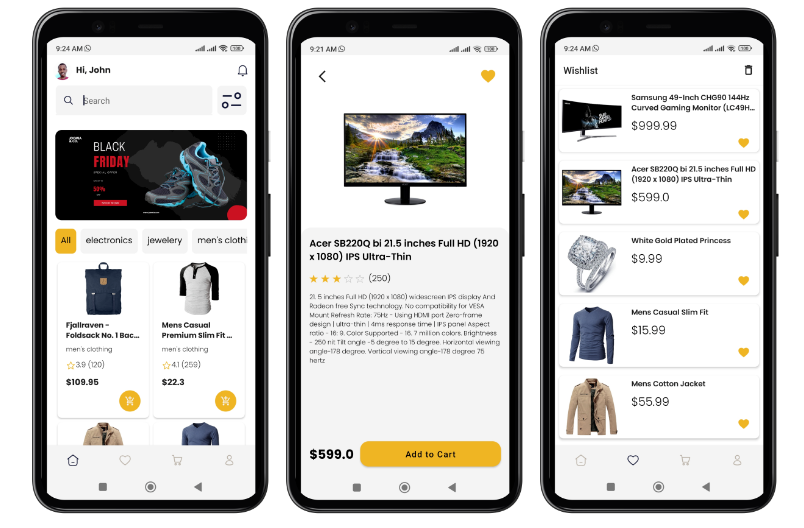 9:24 AM
Hi, John
Search
BLACK
FRIDAY
SPECIAL OFFER
All
electronics
jewelery
men's clothi
Fjallraven -
Foldsack No. 1 Bac...
men's clothing
3.9 (120)
$109.95
Mens Casual
Premium Slim Fit ...
men's clothing
4.1 (259)
$22.3
9:21 AM
Acer SB220Q bi 21.5 inches Full HD (1920
x 1080) IPS Ultra-Thin
(250)
21. 5 inches Full HD (1920 x 1080) widescreen IPS display And
Radeon free Sync technology. No compatibility for VESA
Mount Refresh Rate: 75Hz - Using HDMI port Zero-frame
design | ultra-thin | 4ms response time | IPS panel Aspect
ratio - 16: 9. Color Supported - 16. 7 million colors. Brightness
- 250 nit Tilt angle -5 degree to 15 degree. Horizontal viewing
angle-178 degree. Vertical viewing angle-178 degree 75
hertz
$599.0
Add to Cart
9:24 AM
Wishlist
Samsung 49-Inch CHG90 144Hz
Curved Gaming Monitor (LC49H...
$999.99
Acer SB220Q bi 21.5 inches Full HD
(1920 x 1080) IPS Ultra-Thin
$599.0
White Gold Plated Princess
$9.99
Mens Casual Slim Fit
$15.99
Mens Cotton Jacket
$55.99